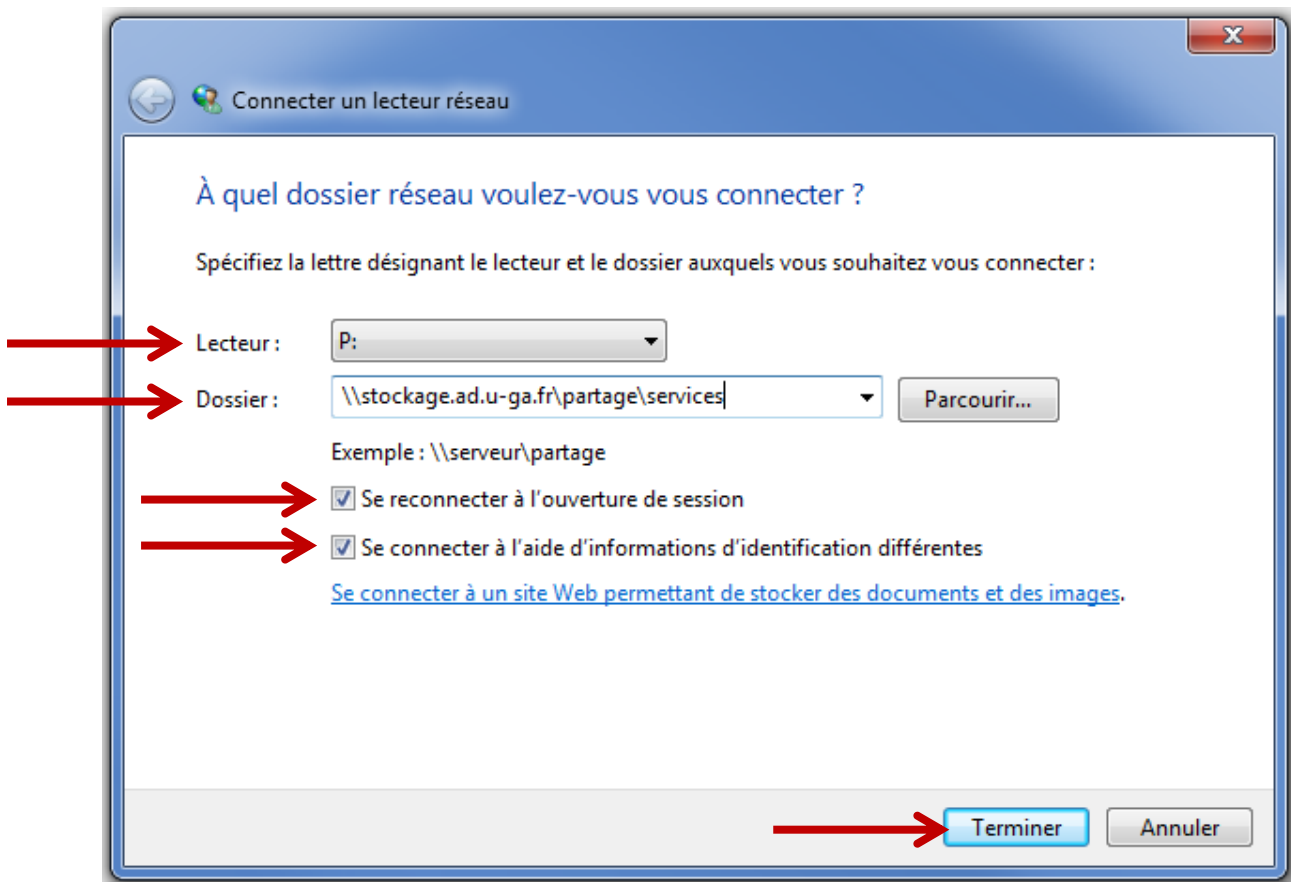 Connecter un lecteur réseau
À quel dossier réseau voulez-vous vous connecter ?
Spécifiez la lettre désignant le lecteur et le dossier auxquels vous souhaitez vous connecter :
Lecteur : P:
Dossier : \\stockage.ad.u-ga.fr\partage\services Parcourir...
Exemple : \\serveur\partage
Se reconnecter à l'ouverture de session
Se connecter à l'aide d'informations d'identification différentes
Se connecter à un site Web permettant de stocker des documents et des images.
Terminer Annuler